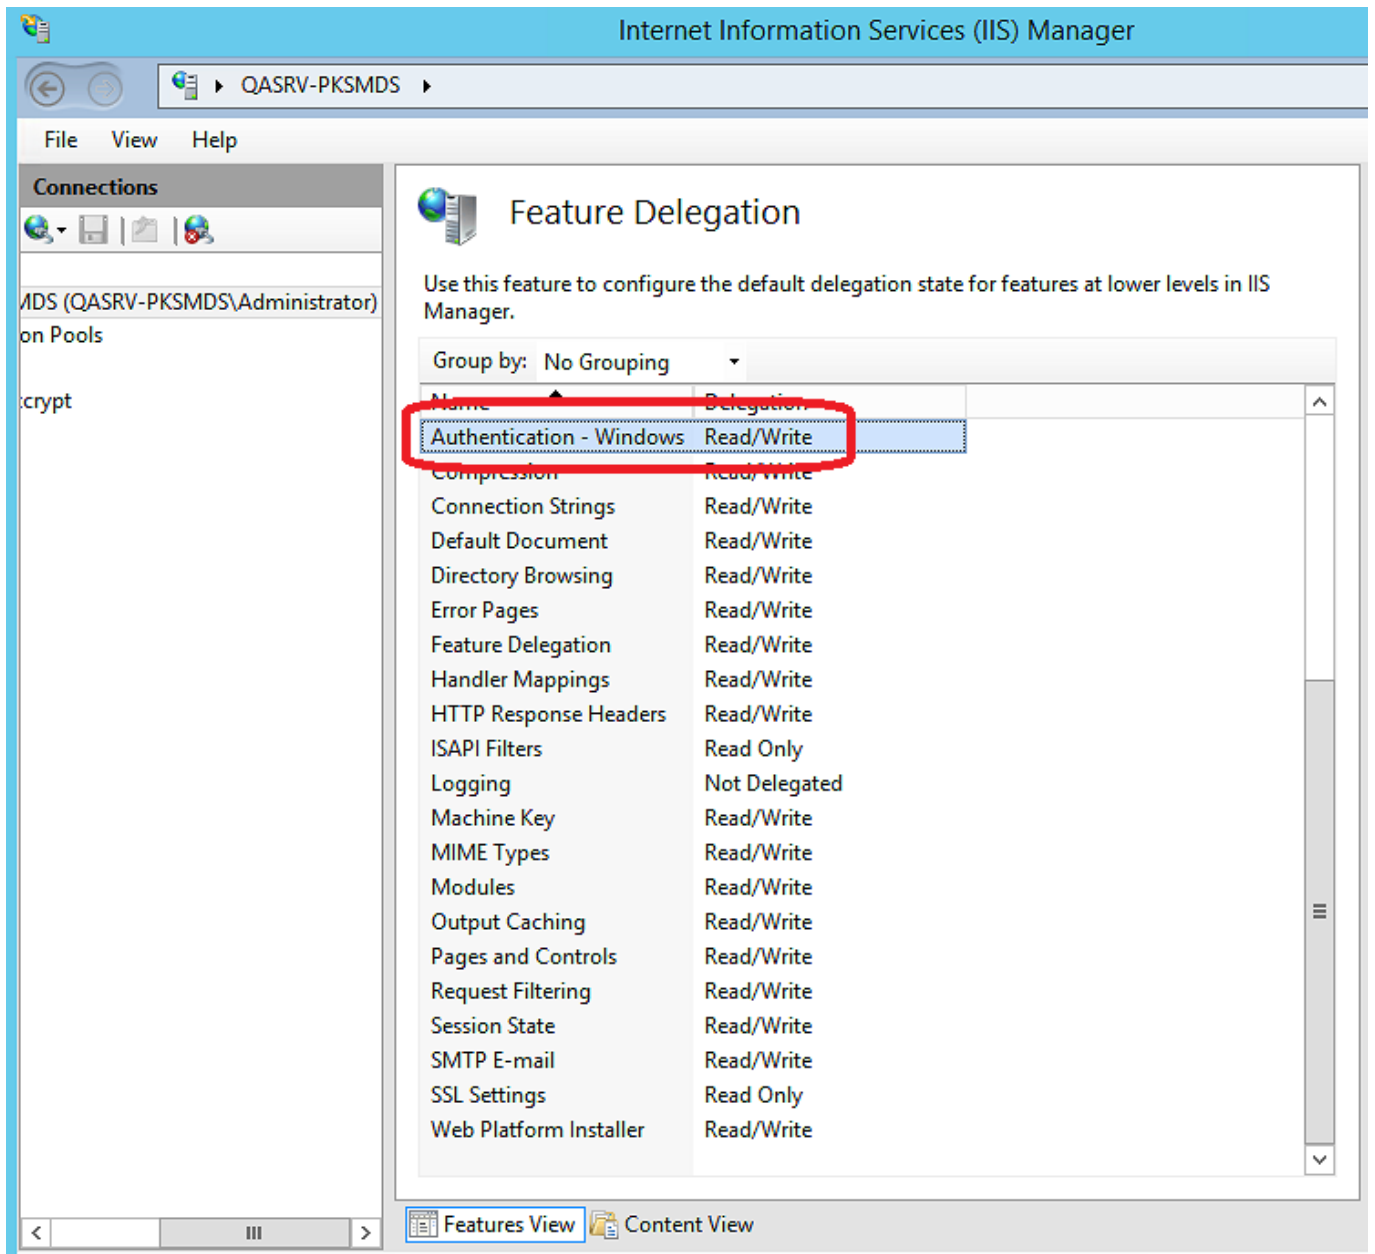 Internet Information Services (IIS) Manager
QASRV-PKSMDS
File View Help
Connections
MDS (QASRV-PKSMDS\Administrator)
on Pools
crypt
Feature Delegation
Use this feature to configure the default delegation state for features at lower levels in IIS
Manager.
Group by: No Grouping
Name Delegation
Authentication - Windows Read/Write
Compression Read/Write
Connection Strings Read/Write
Default Document Read/Write
Directory Browsing Read/Write
Error Pages Read/Write
Feature Delegation Read/Write
Handler Mappings Read/Write
HTTP Response Headers Read/Write
ISAPI Filters Read Only
Logging Not Delegated
Machine Key Read/Write
MIME Types Read/Write
Modules Read/Write
Output Caching Read/Write
Pages and Controls Read/Write
Request Filtering Read/Write
Session State Read/Write
SMTP E-mail Read/Write
SSL Settings Read Only
Web Platform Installer Read/Write
Features View Content View